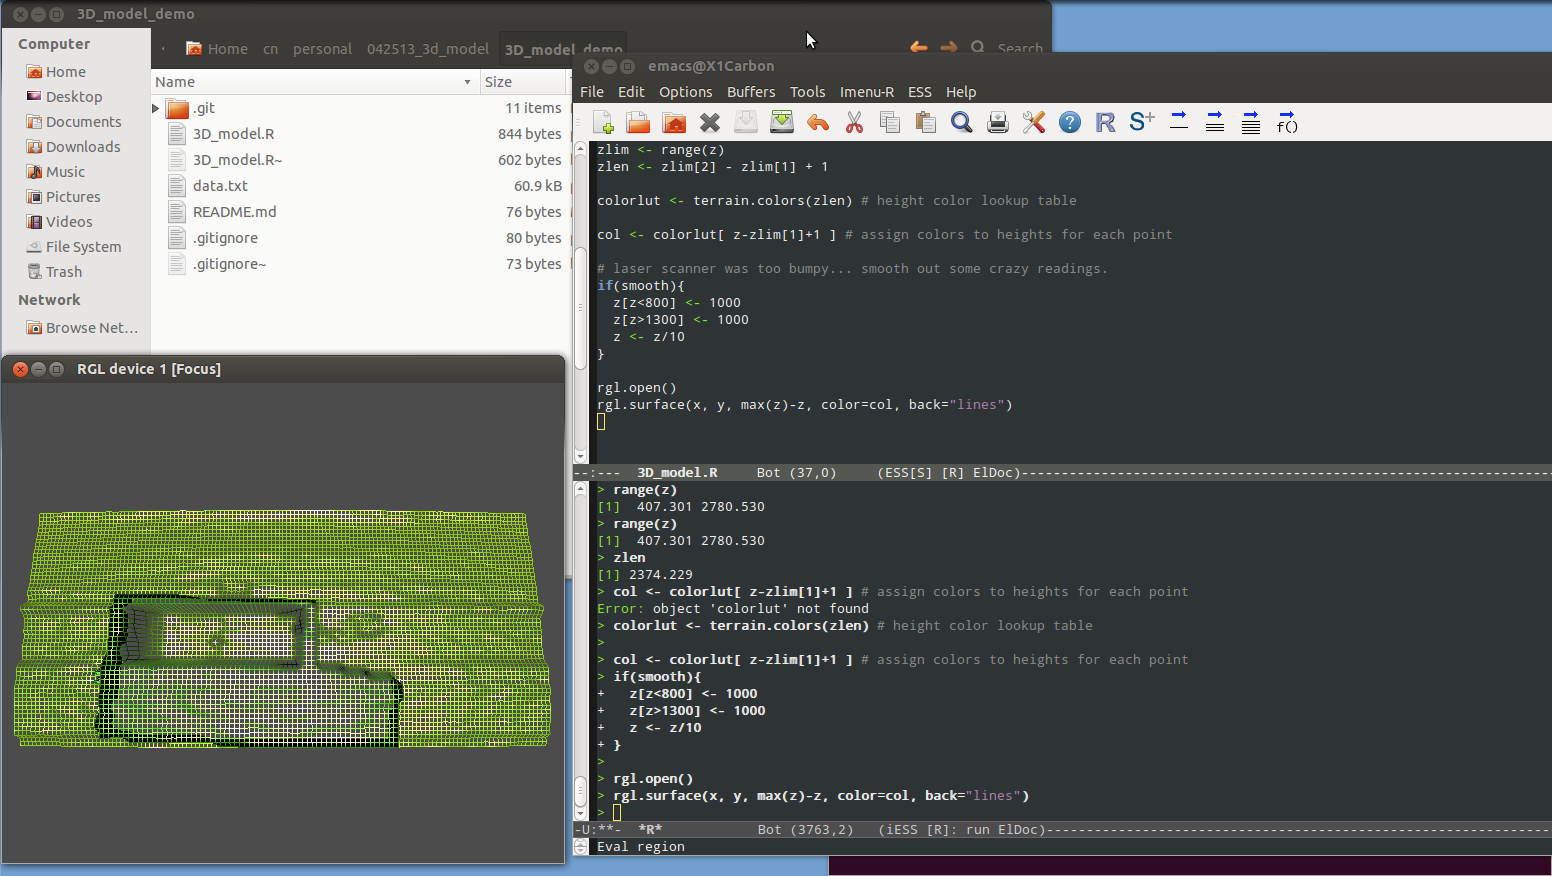 3D_model_demo
Computer
Home
Desktop
Documents
Downloads
Music
Pictures
Videos
File System
Trash
Network
Browse Net...
Home cn personal 042513_3d_model 3D_model_demo Search
Name Size
.git 11 items
3D_model.R 844 bytes
3D_model.R~ 602 bytes
data.txt 60.9 kB
README.md 76 bytes
.gitignore 80 bytes
.gitignore~ 73 bytes
RGL device 1 [Focus]
emacs@X1Carbon
File Edit Options Buffers Tools Imenu-R ESS Help
R S+ f()
zlim <- range(z)
zlen <- zlim[2] - zlim[1] + 1
colorlut <- terrain.colors(zlen) # height color lookup table
col <- colorlut[ z-zlim[1]+1 ] # assign colors to heights for each point
# laser scanner was too bumpy... smooth out some crazy readings.
if(smooth){
  z[z<800] <- 1000
  z[z>1300] <- 1000
  z <- z/10
}
rgl.open()
rgl.surface(x, y, max(z)-z, color=col, back="lines")
--:--- 3D_model.R Bot (37,0) (ESS[S] [R] ElDoc)
> range(z)
[1] 407.301 2780.530
> range(z)
[1] 407.301 2780.530
> zlen
[1] 2374.229
> col <- colorlut[ z-zlim[1]+1 ] # assign colors to heights for each point
Error: object 'colorlut' not found
> colorlut <- terrain.colors(zlen) # height color lookup table
>
> col <- colorlut[ z-zlim[1]+1 ] # assign colors to heights for each point
> if(smooth){
+   z[z<800] <- 1000
+   z[z>1300] <- 1000
+   z <- z/10
+ }
>
> rgl.open()
> rgl.surface(x, y, max(z)-z, color=col, back="lines")
>
-U:**- *R* Bot (3763,2) (iESS [R]: run ElDoc)
Eval region